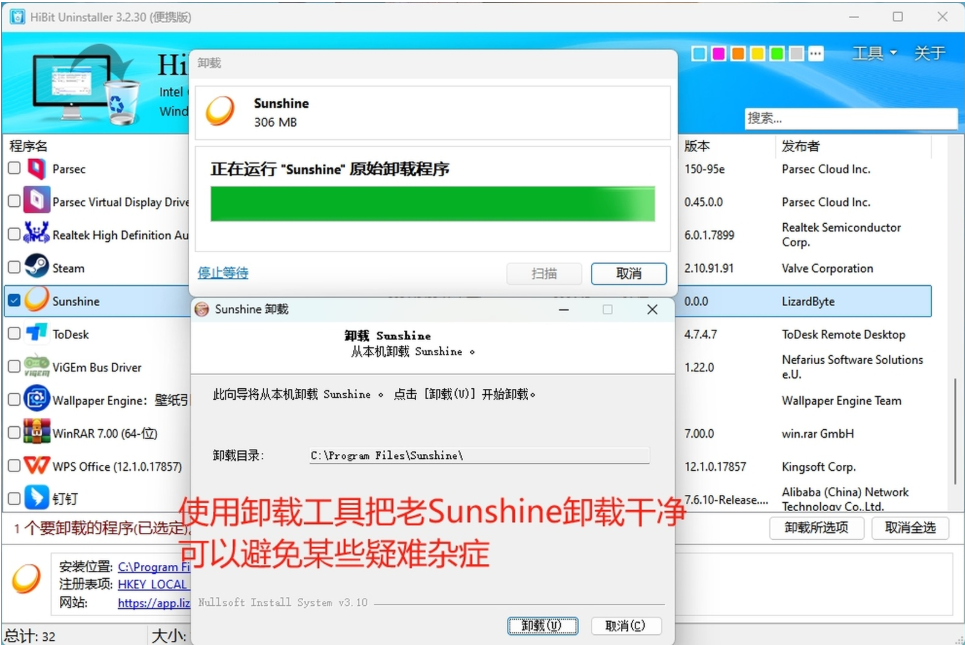 HiBit Uninstaller 3.2.30 (便携版)
Hi
Intel
Wind
工具
关于
搜索...
卸载
Sunshine
306 MB
正在运行 "Sunshine" 原始卸载程序
停止等待
扫描
取消
程序名
版本
发布者
Parsec
150-95e
Parsec Cloud Inc.
Parsec Virtual Display Drive
0.45.0.0
Parsec Cloud Inc.
Realtek High Definition Au
6.0.1.7899
Realtek Semiconductor
Corp.
Steam
2.10.91.91
Valve Corporation
Sunshine
0.0.0
LizardByte
ToDesk
4.7.4.7
ToDesk Remote Desktop
ViGEm Bus Driver
1.22.0
Nefarius Software Solutions
e.U.
Wallpaper Engine：壁纸引
Wallpaper Engine Team
WinRAR 7.00 (64-位)
7.00.0
win.rar GmbH
WPS Office (12.1.0.17857)
12.1.0.17857
Kingsoft Corp.
钉钉
7.6.10-Release....
Alibaba (China) Network
Technology Co.,Ltd.
Sunshine 卸载
卸载 Sunshine
从本机卸载 Sunshine 。
此向导将从本机卸载 Sunshine 。 点击 [卸载(U)] 开始卸载。
卸载目录:
C:\Program Files\Sunshine\
使用卸载工具把老Sunshine卸载干净
可以避免某些疑难杂症
Nullsoft Install System v3.10
卸载(U)
取消(C)
1 个要卸载的程序(已选定)
卸载所选项
取消全选
安装位置: C:\Program Fi
注册表项: HKEY_LOCAL_
网站: https://app.liz
总计: 32
大小: